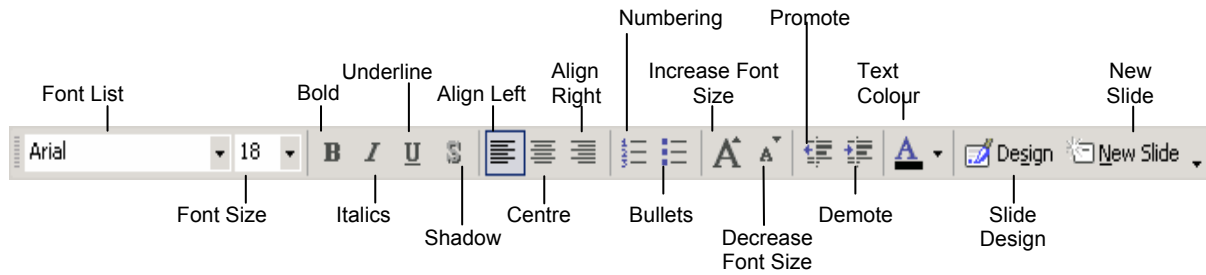 Numbering
Promote
Underline
Align
Right
Increase Font
Size
Text
Colour
New
Slide
Font List
Bold
Align Left
Arial
18
B I U S
A A
A
Design
New Slide
Font Size
Italics
Shadow
Centre
Bullets
Decrease
Font Size
Demote
Slide
Design